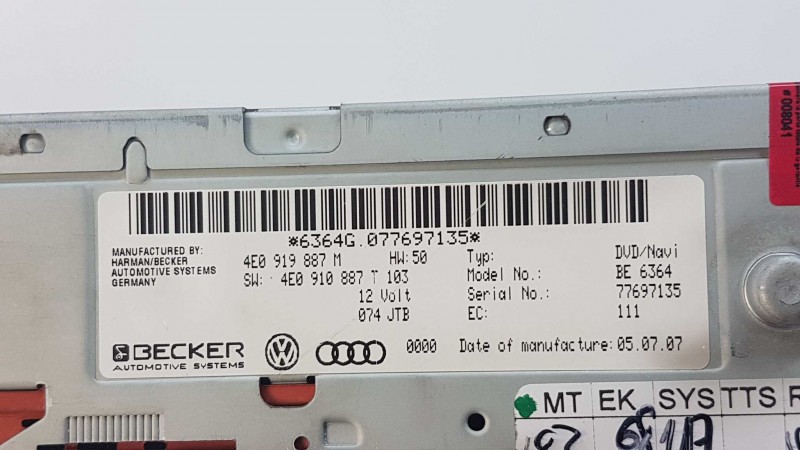 # 008041
*6364G.077697135*
MANUFACTURED BY:
HARMAN/BECKER
AUTOMOTIVE SYSTEMS
GERMANY
4E0 919 887 M HW:50 Typ: DVD/Navi
SW: 4E0 910 887 T 103 Model No.: BE 6364
12 Volt Serial No.: 77697135
074 JTB EC: 111
BECKER
AUTOMOTIVE SYSTEMS
0000 Date of manufacture: 05.07.07
MT EK SYS TTS R